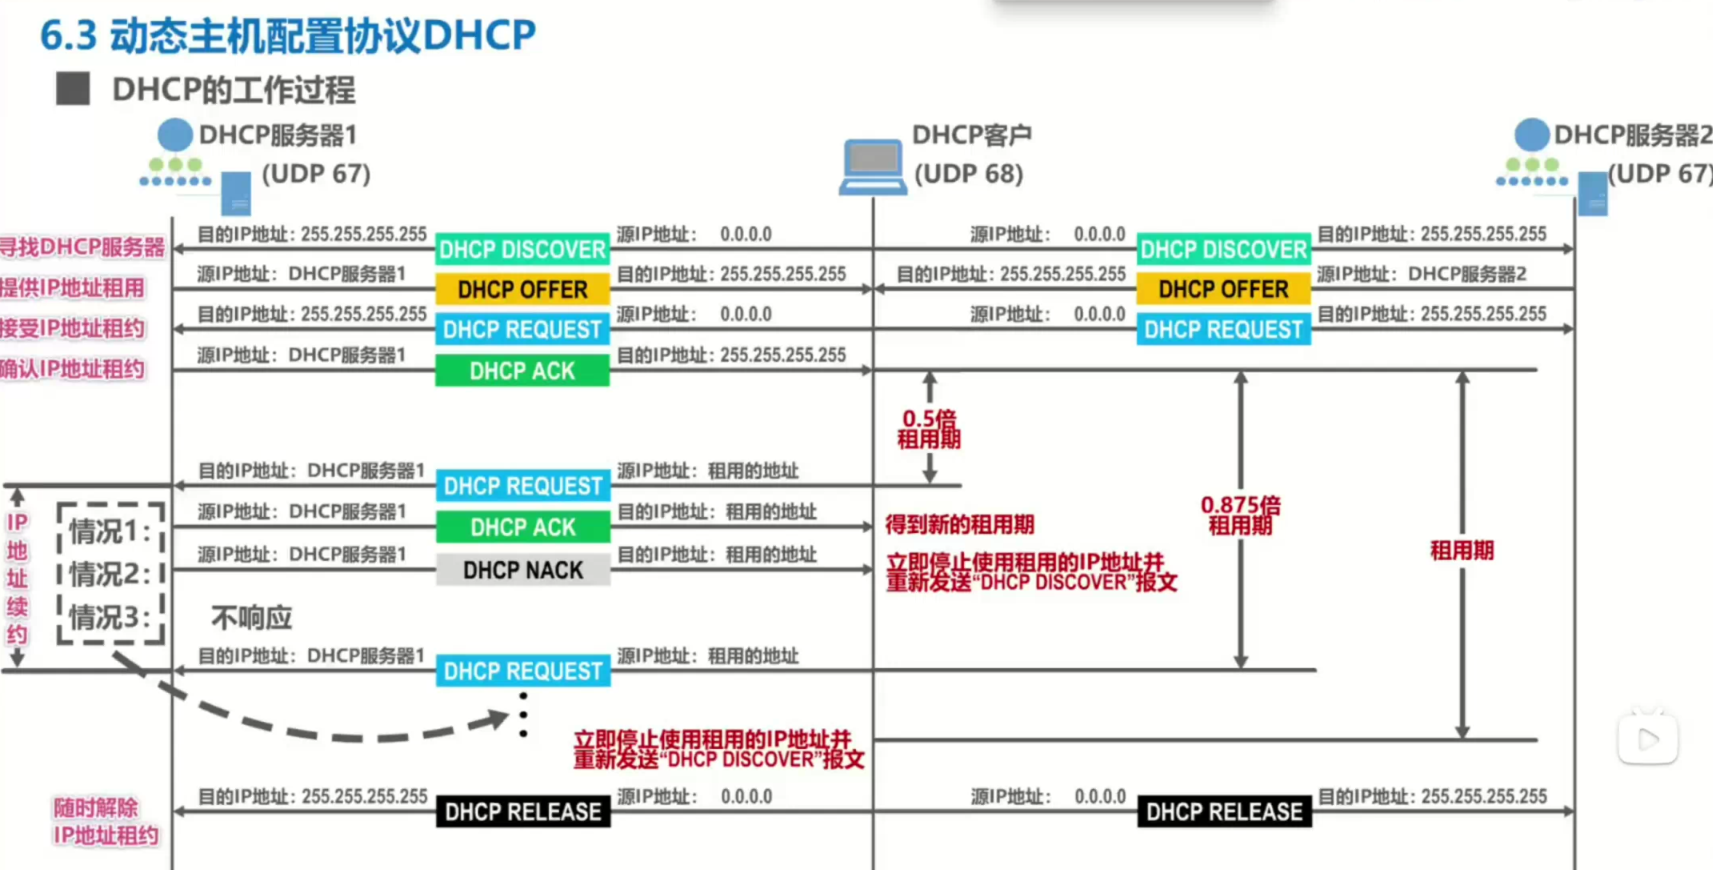 6.3 动态主机配置协议DHCP
DHCP的工作过程
DHCP服务器1
(UDP 67)
DHCP客户
(UDP 68)
DHCP服务器2
(UDP 67)
寻找DHCP服务器
目的IP地址: 255.255.255.255
DHCP DISCOVER
源IP地址: 0.0.0.0
源IP地址: 0.0.0.0
DHCP DISCOVER
目的IP地址: 255.255.255.255
提供IP地址租用
源IP地址: DHCP服务器1
DHCP OFFER
目的IP地址: 255.255.255.255
目的IP地址: 255.255.255.255
DHCP OFFER
源IP地址: DHCP服务器2
接受IP地址租约
目的IP地址: 255.255.255.255
DHCP REQUEST
源IP地址: 0.0.0.0
源IP地址: 0.0.0.0
DHCP REQUEST
目的IP地址: 255.255.255.255
确认IP地址租约
源IP地址: DHCP服务器1
DHCP ACK
目的IP地址: 255.255.255.255
0.5倍
租用期
0.875倍
租用期
租用期
IP地址续约
目的IP地址: DHCP服务器1
DHCP REQUEST
源IP地址: 租用的地址
情况1:
源IP地址: DHCP服务器1
DHCP ACK
目的IP地址: 租用的地址
得到新的租用期
情况2:
源IP地址: DHCP服务器1
DHCP NACK
目的IP地址: 租用的地址
立即停止使用租用的IP地址并
重新发送“DHCP DISCOVER”报文
情况3:
不响应
目的IP地址: DHCP服务器1
DHCP REQUEST
源IP地址: 租用的地址
立即停止使用租用的IP地址并
重新发送“DHCP DISCOVER”报文
随时解除
IP地址租约
目的IP地址: 255.255.255.255
DHCP RELEASE
源IP地址: 0.0.0.0
源IP地址: 0.0.0.0
DHCP RELEASE
目的IP地址: 255.255.255.255